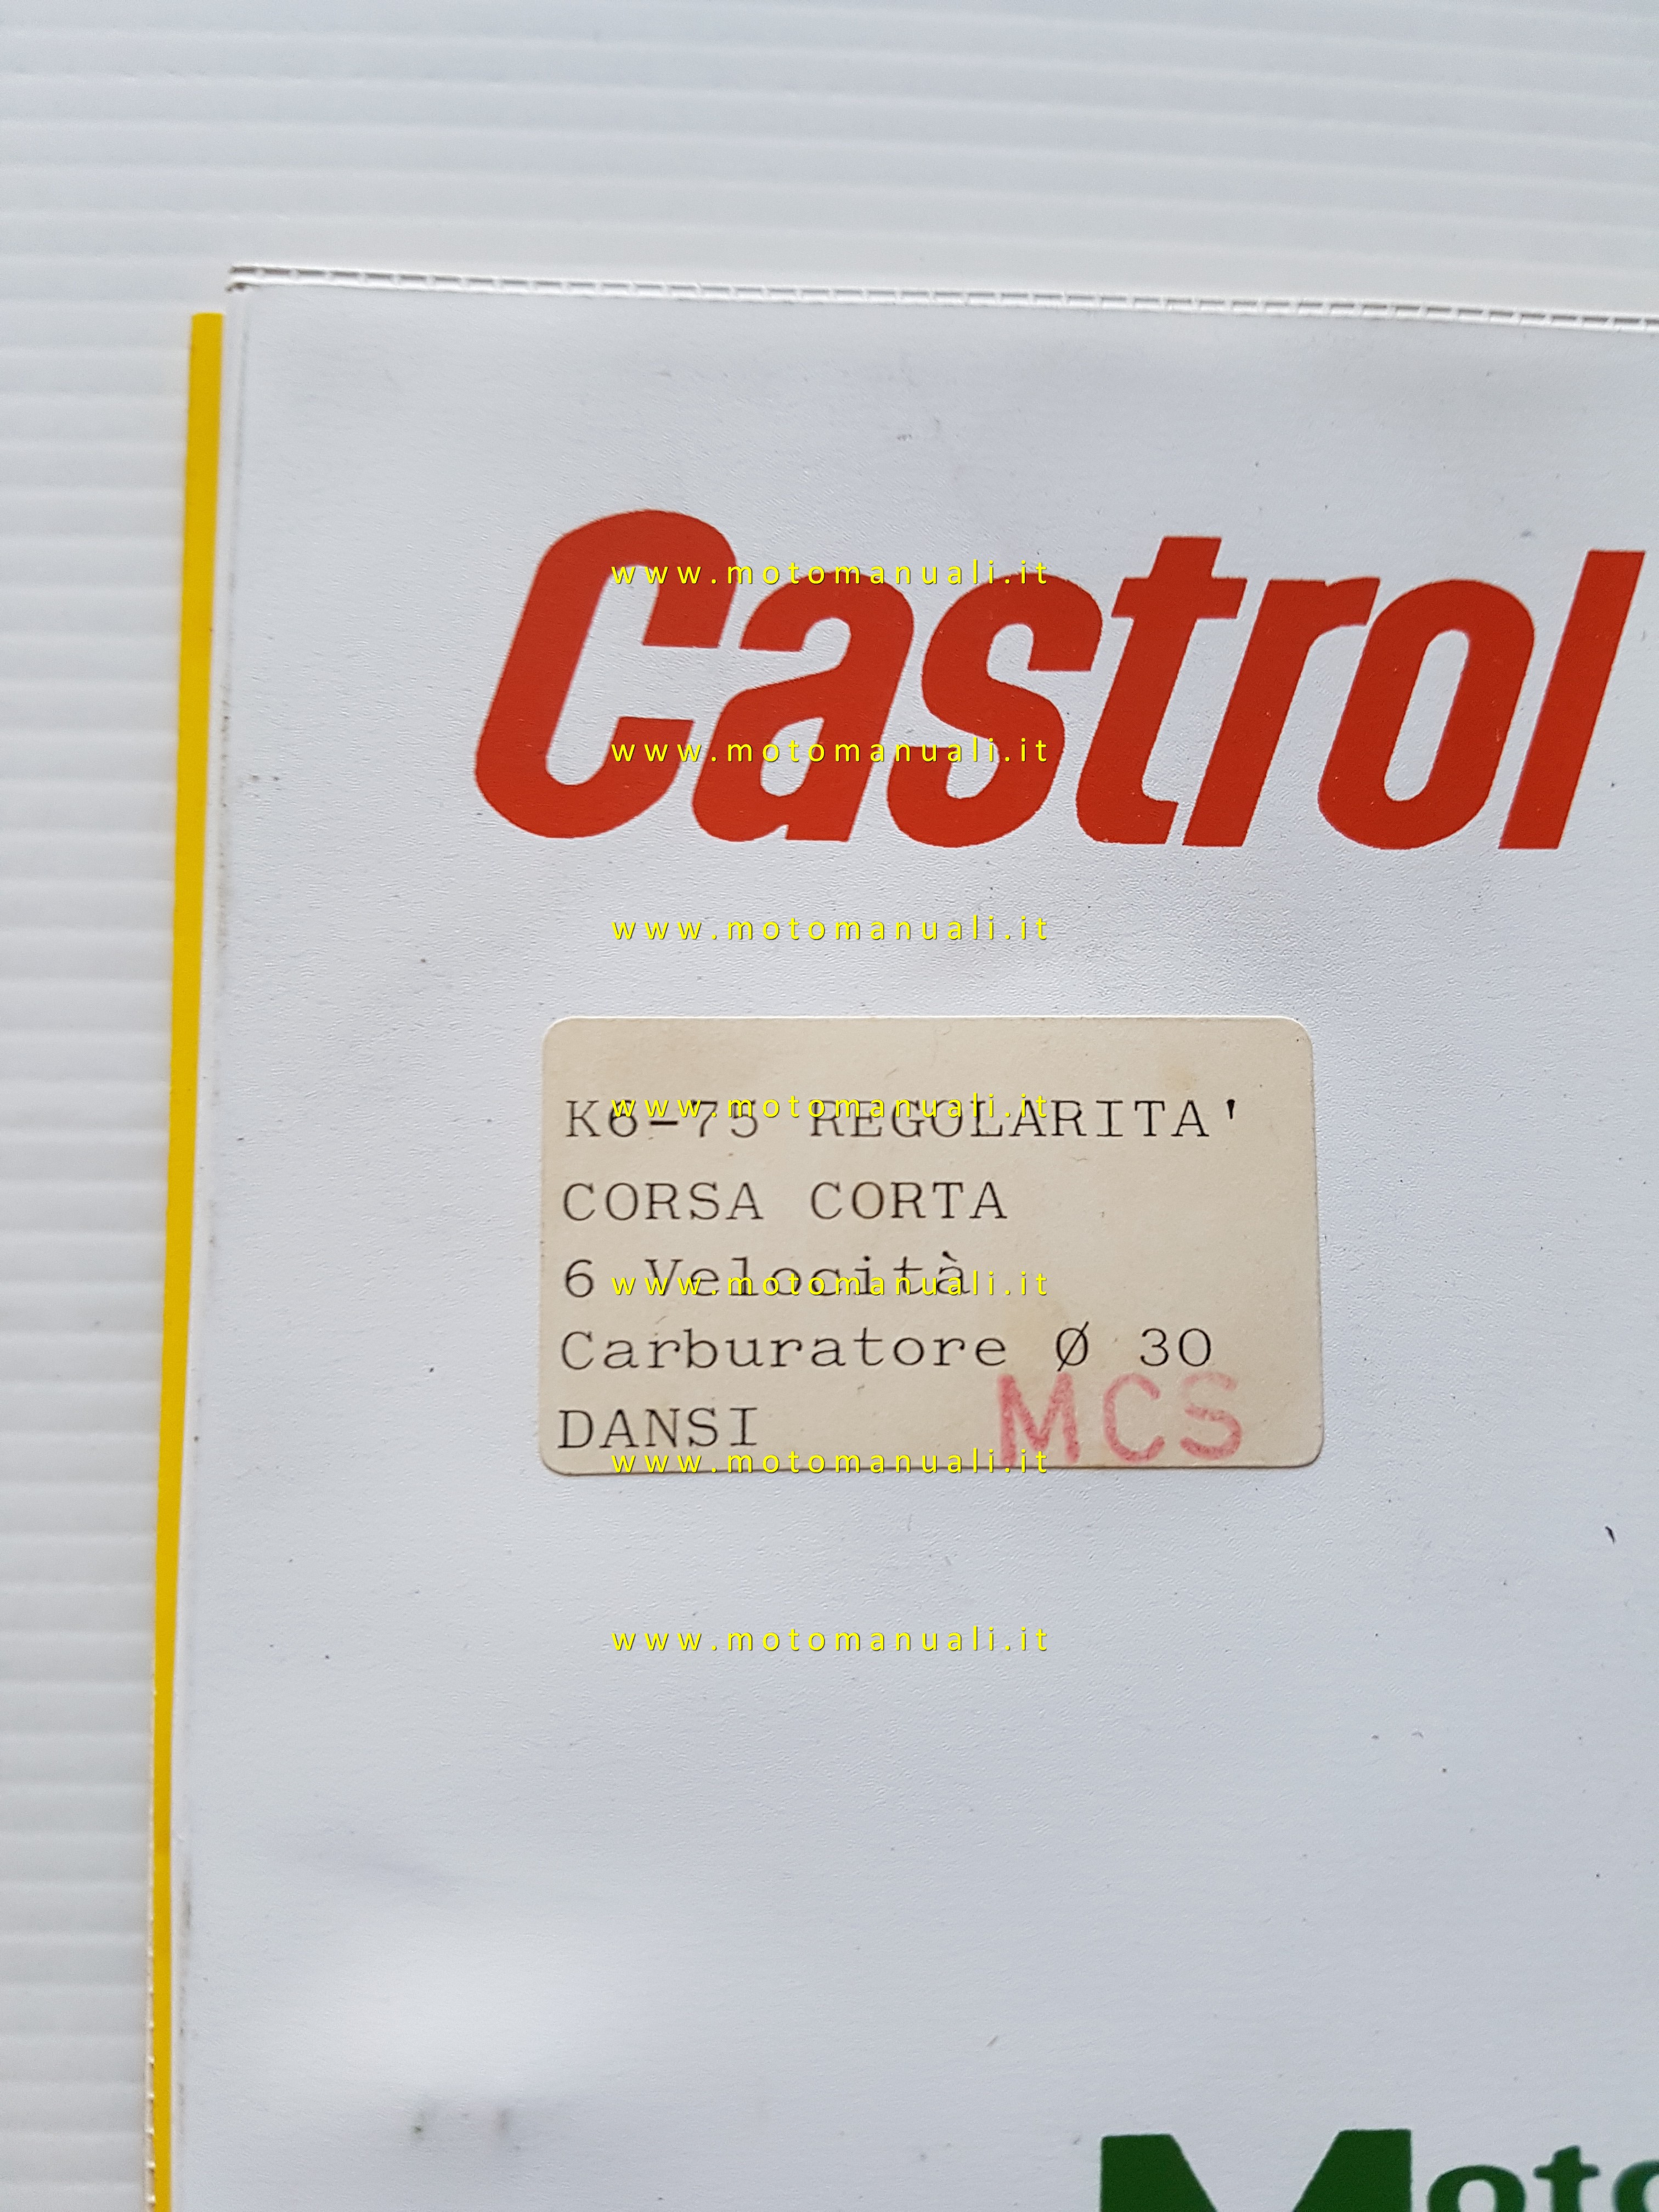 Castrol
www.motomanuali.it
www.motomanuali.it
www.motomanuali.it
K6-75 REGOLARITA'
www.motomanuali.it
CORSA CORTA
6 Velocità
www.motomanuali.it
Carburatore Ø 30
DANSI MCS
www.motomanuali.it
www.motomanuali.it
Moto